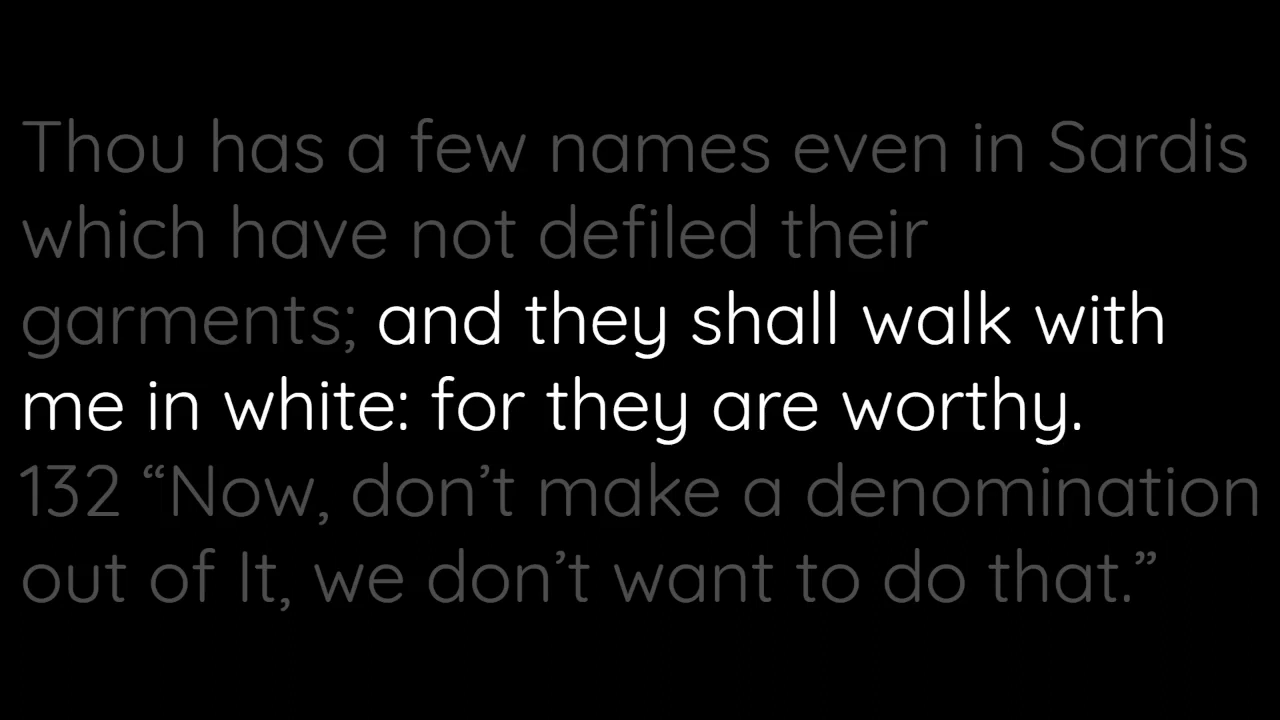 Thou has a few names even in Sardis
which have not defiled their
garments; and they shall walk with
me in white: for they are worthy.
132 “Now, don’t make a denomination
out of It, we don’t want to do that.”